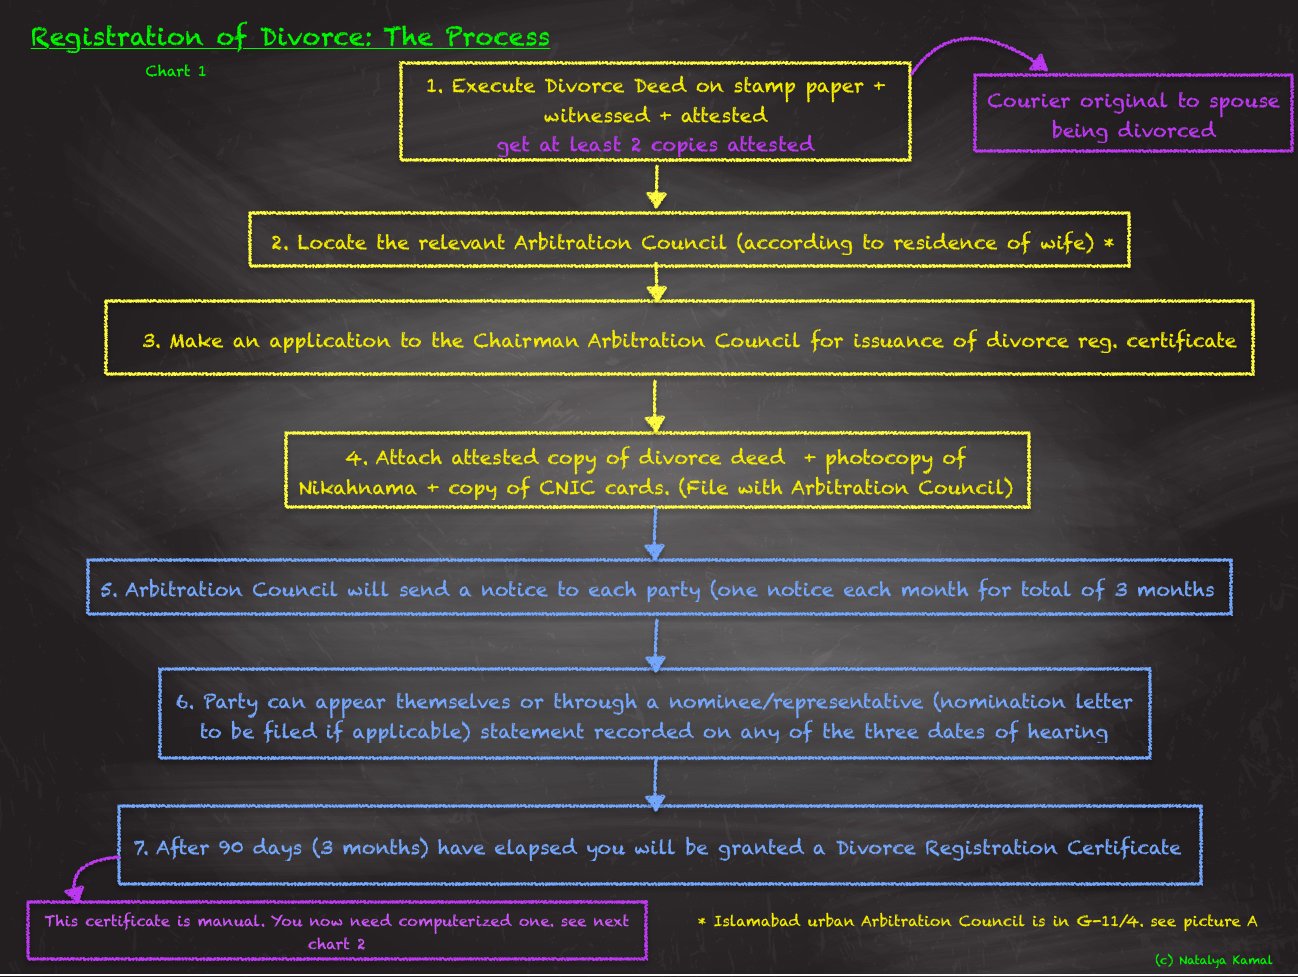 Registration of Divorce: The Process
Chart 1
1. Execute Divorce Deed on stamp paper +
witnessed + attested
get at least 2 copies attested
Courier original to spouse
being divorced
2. Locate the relevant Arbitration Council (according to residence of wife) *
3. Make an application to the Chairman Arbitration Council for issuance of divorce reg. certificate
4. Attach attested copy of divorce deed + photocopy of
Nikahnama + copy of CNIC cards. (File with Arbitration Council)
5. Arbitration Council will send a notice to each party (one notice each month for total of 3 months
6. Party can appear themselves or through a nominee/representative (nomination letter
to be filed if applicable) statement recorded on any of the three dates of hearing
7. After 90 days (3 months) have elapsed you will be granted a Divorce Registration Certificate
This certificate is manual. You now need computerized one. see next
chart 2
* Islamabad urban Arbitration Council is in G-11/4. see picture A
(c) Natalya Kamal